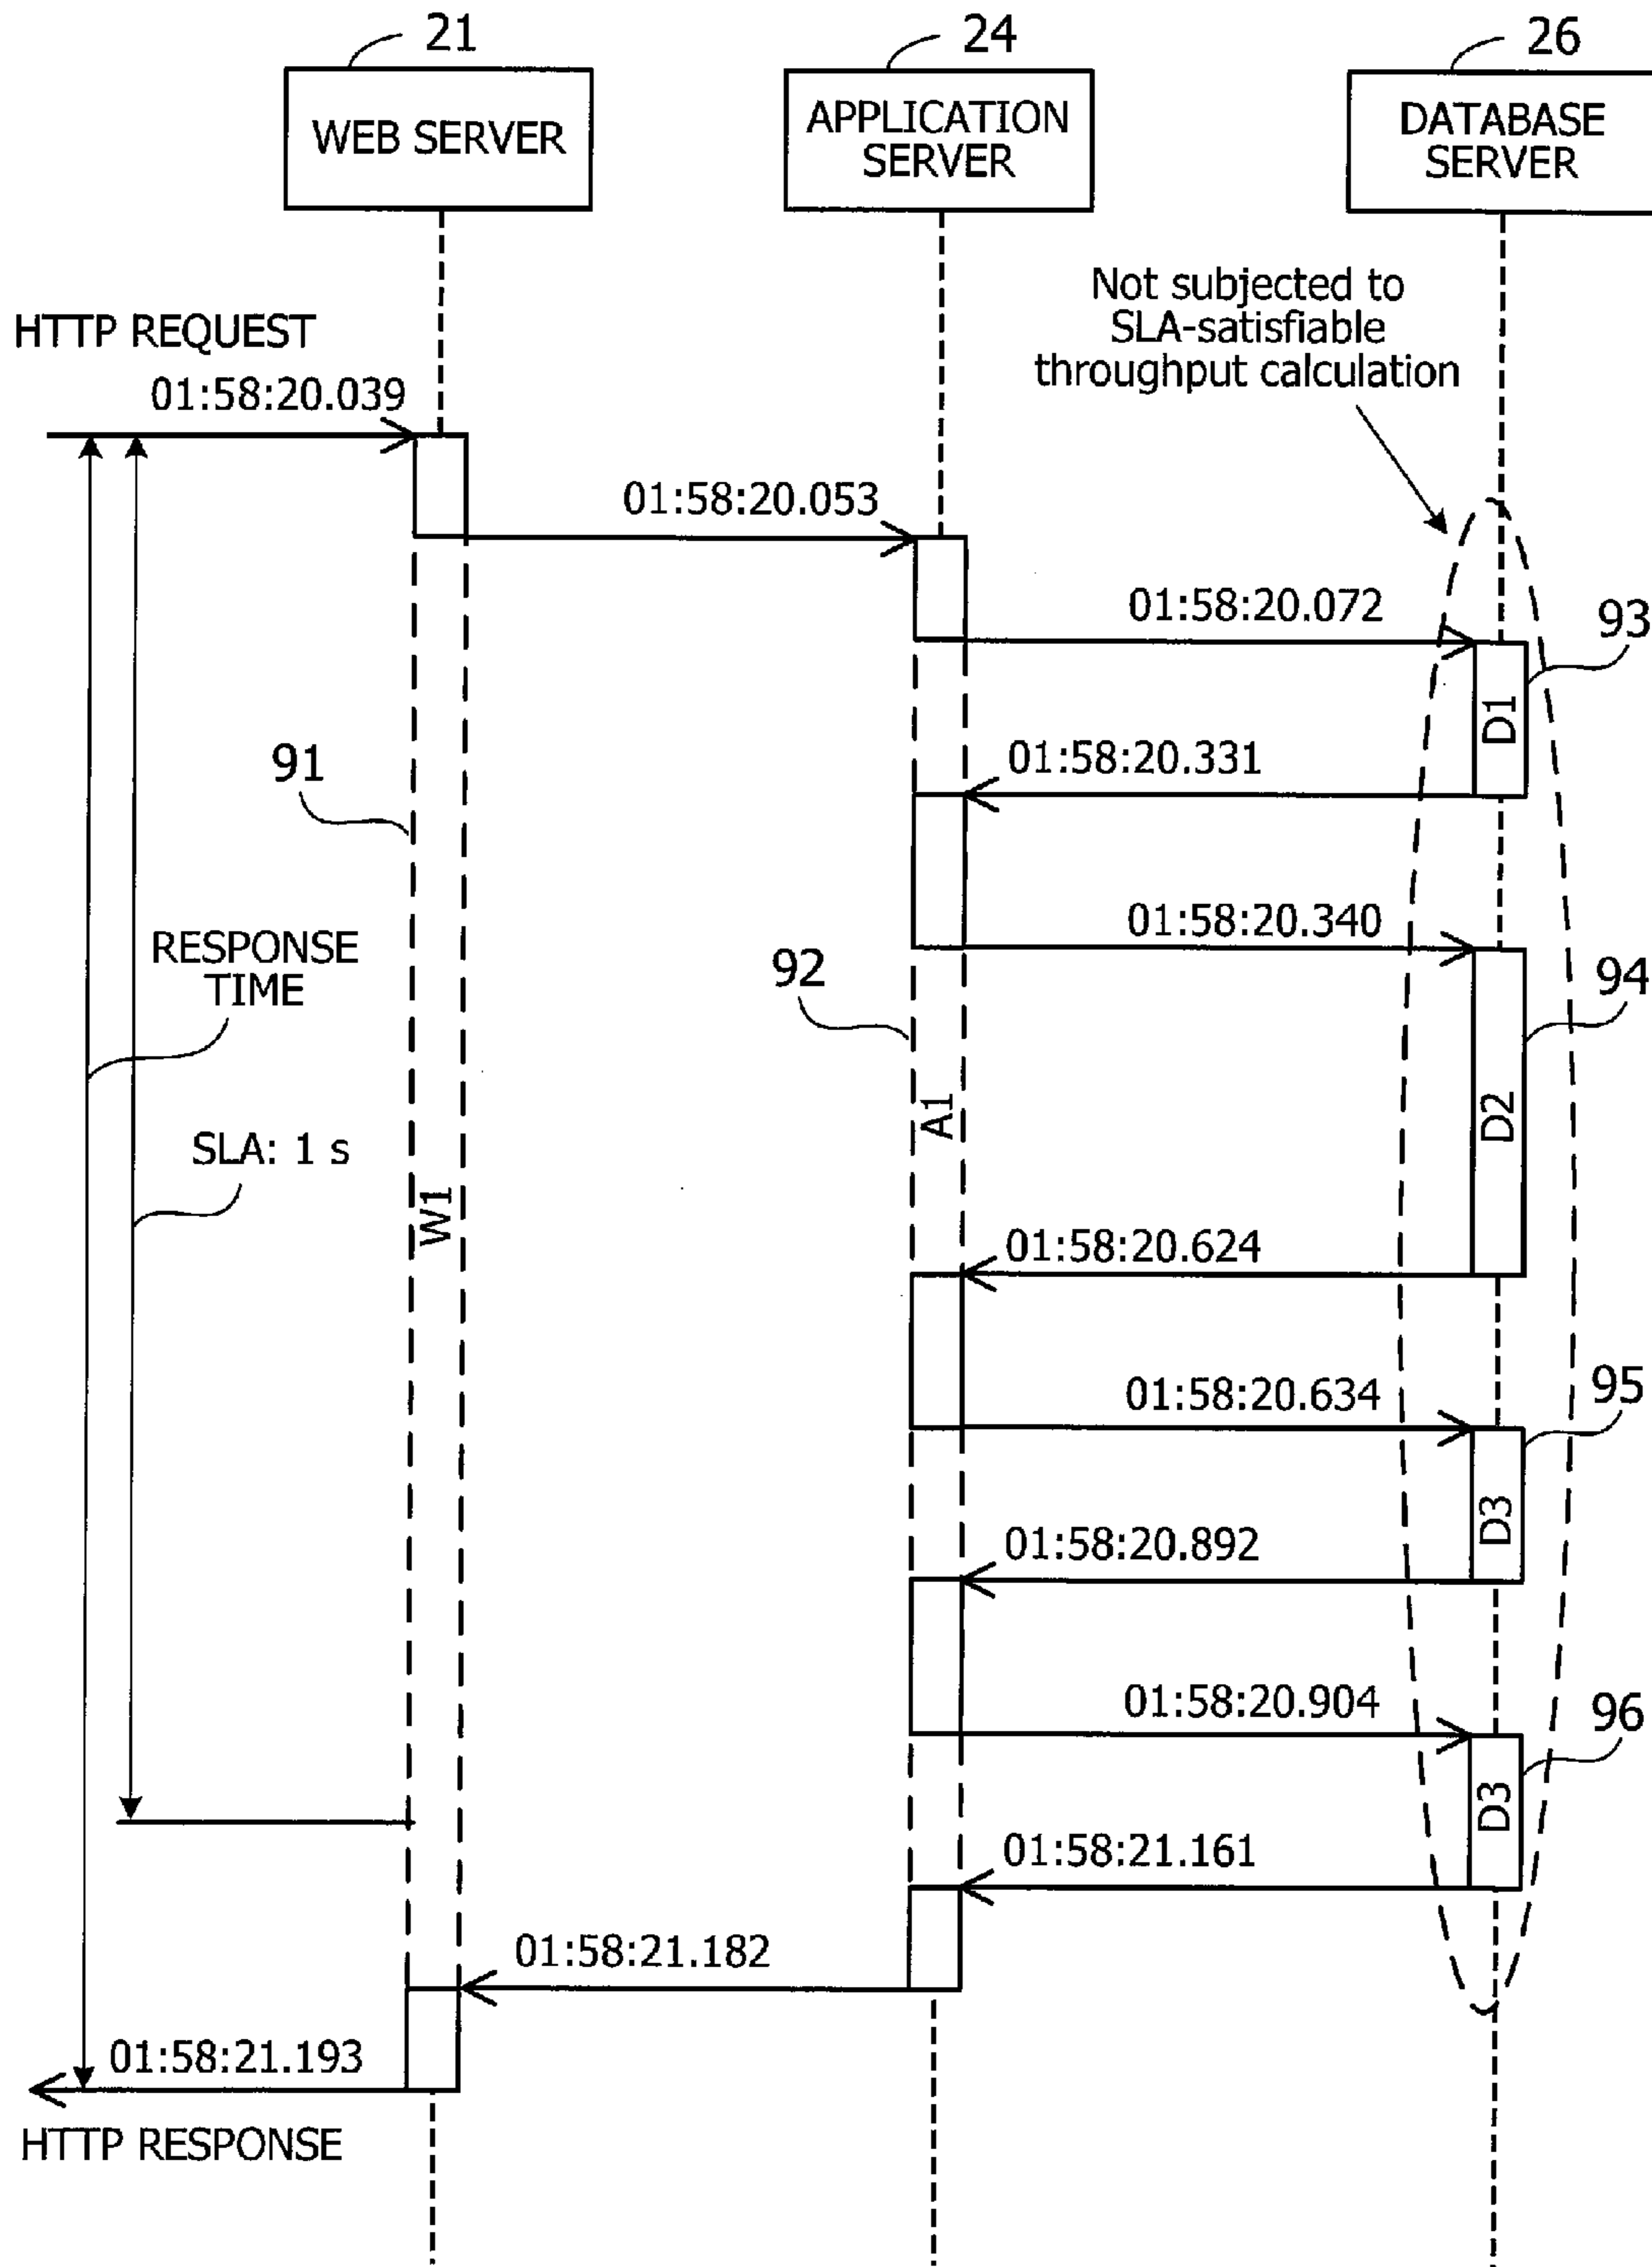 21
24
26
WEB SERVER
APPLICATION
SERVER
DATABASE
SERVER
Not subjected to
SLA-satisfiable
throughput calculation
HTTP REQUEST
01:58:20.039
01:58:20.053
01:58:20.072
93
D1
91
01:58:20.331
01:58:20.340
RESPONSE
TIME
92
94
A1
D2
SLA: 1 s
W1
01:58:20.624
01:58:20.634
95
D3
01:58:20.892
01:58:20.904
96
D3
01:58:21.161
01:58:21.182
01:58:21.193
HTTP RESPONSE